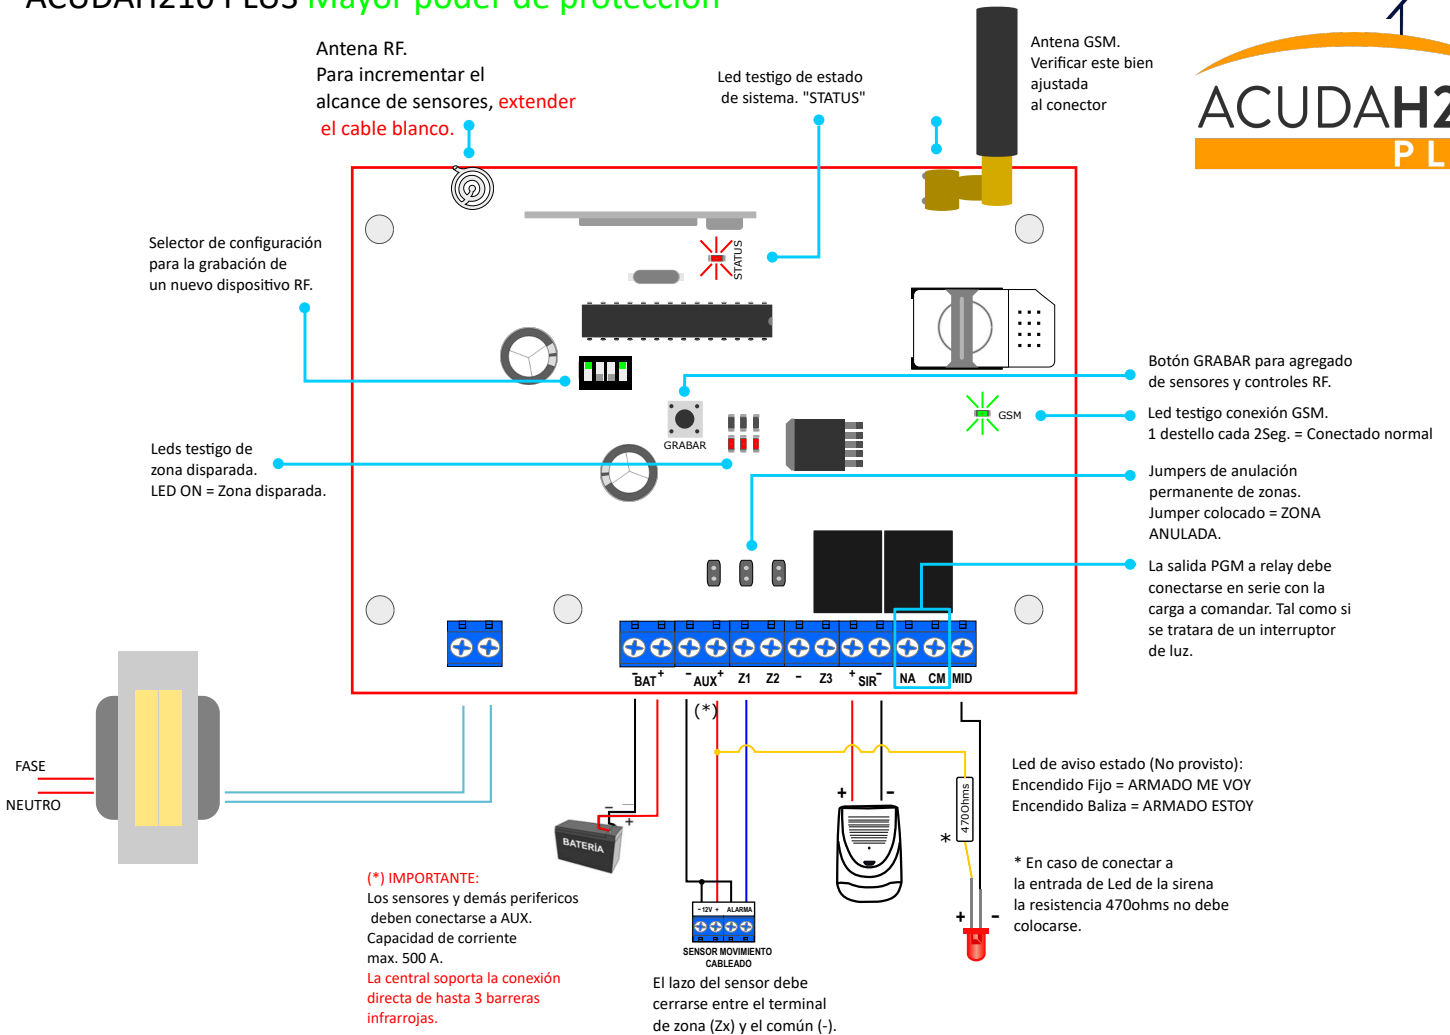 ACUDAH210 PLUS Mayor poder de protección
Antena RF.
Para incrementar el
alcance de sensores, extender
el cable blanco.
Led testigo de estado
de sistema. "STATUS"
Antena GSM.
Verificar este bien
ajustada
al conector
ACUDAH2
PL
Selector de configuración
para la grabación de
un nuevo dispositivo RF.
STATUS
Botón GRABAR para agregado
de sensores y controles RF.
GSM
Led testigo conexión GSM.
1 destello cada 2Seg. = Conectado normal
GRABAR
Leds testigo de
zona disparada.
LED ON = Zona disparada.
Jumpers de anulación
permanente de zonas.
Jumper colocado = ZONA
ANULADA.
La salida PGM a relay debe
conectarse en serie con la
carga a comandar. Tal como si
se tratara de un interruptor
de luz.
- BAT + - AUX + Z1 Z2 - Z3 + SIR - NA CM MID
(*)
FASE
NEUTRO
Led de aviso estado (No provisto):
Encendido Fijo = ARMADO ME VOY
Encendido Baliza = ARMADO ESTOY
+ -
470Ohms
*
- +
BATERÍA
* En caso de conectar a
la entrada de Led de la sirena
la resistencia 470ohms no debe
colocarse.
+ -
(*) IMPORTANTE:
Los sensores y demás perifericos
deben conectarse a AUX.
Capacidad de corriente
max. 500 A.
La central soporta la conexión
directa de hasta 3 barreras
infrarrojas.
- 12V + ALARMA
SENSOR MOVIMIENTO
CABLEADO
El lazo del sensor debe
cerrarse entre el terminal
de zona (Zx) y el común (-).